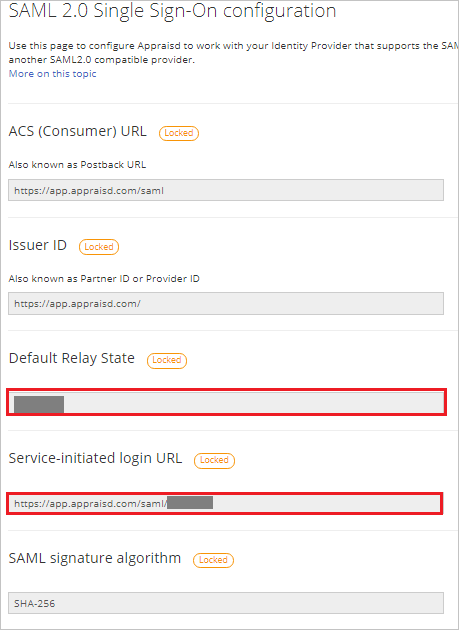 SAML 2.0 Single Sign-On configuration
Use this page to configure Appraisd to work with your Identity Provider that supports the SAM
another SAML2.0 compatible provider.
More on this topic
ACS (Consumer) URL Locked
Also known as Postback URL
https://app.appraisd.com/saml
Issuer ID Locked
Also known as Partner ID or Provider ID
https://app.appraisd.com/
Default Relay State Locked
Service-initiated login URL Locked
https://app.appraisd.com/saml/
SAML signature algorithm Locked
SHA-256